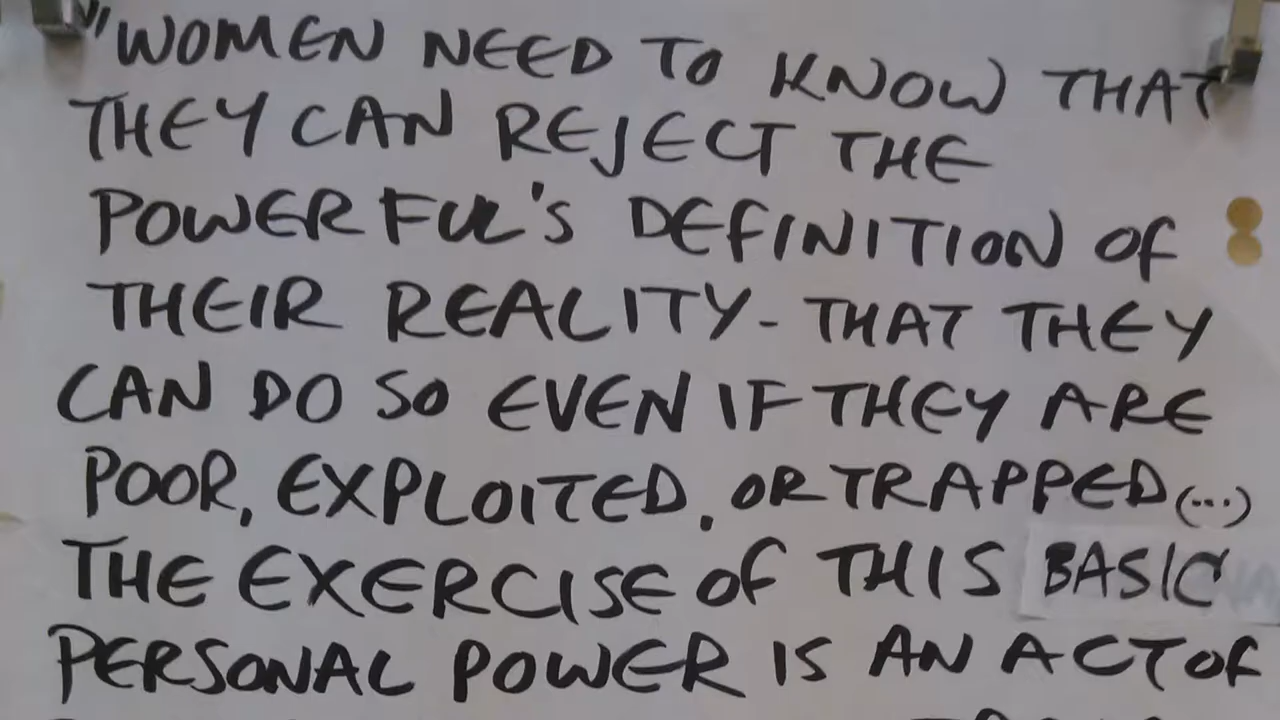 "WOMEN NEED TO KNOW THAT
THEY CAN REJECT THE
POWERFUL'S DEFINITION OF
THEIR REALITY - THAT THEY
CAN DO SO EVEN IF THEY ARE
POOR, EXPLOITED, OR TRAPPED (...)
THE EXERCISE OF THIS BASIC
PERSONAL POWER IS AN ACT OF